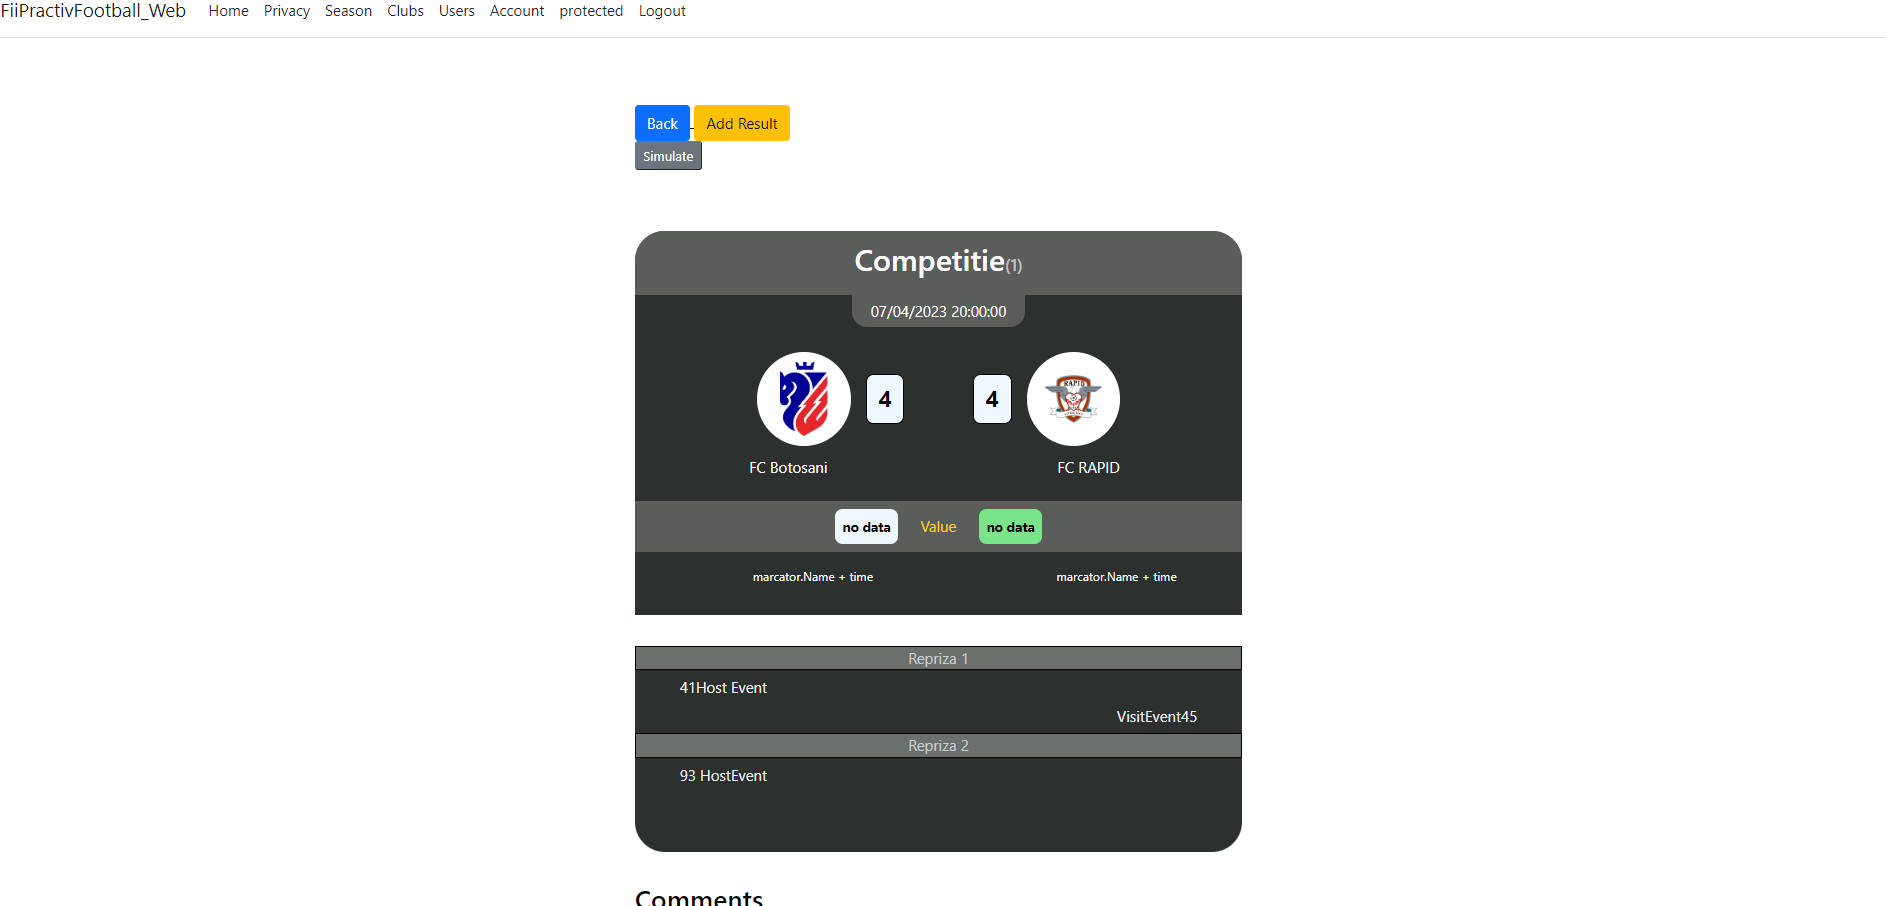 FiiPractivFootball_Web Home Privacy Season Clubs Users Account protected Logout
Back Add Result
Simulate
Competitie(1)
07/04/2023 20:00:00
4 4
RAPID
FC Botosani FC RAPID
no data Value no data
marcator.Name + time marcator.Name + time
Repriza 1
41Host Event
VisitEvent45
Repriza 2
93 HostEvent
Comments